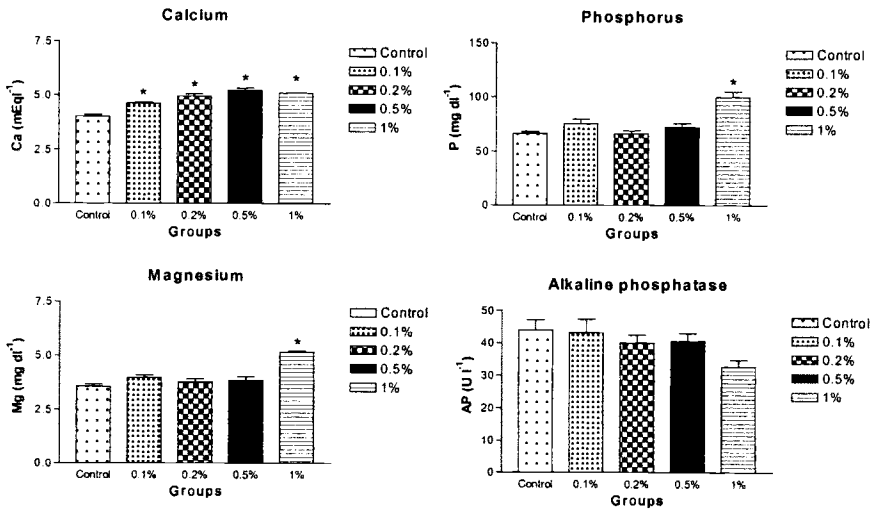 Calcium
7.5
5.0
2.5
0.0
Ca (mEql⁻¹)
* * * *
Control 0.1% 0.2% 0.5% 1%
Groups
Control
0.1%
0.2%
0.5%
1%
Phosphorus
150
100
50
0
P (mg dl⁻¹)
*
Control 0.1% 0.2% 0.5% 1%
Groups
Control
0.1%
0.2%
0.5%
1%
Magnesium
7.5
5.0
2.5
0.0
Mg (mg dl⁻¹)
*
Control 0.1% 0.2% 0.5% 1%
Groups
Control
0.1%
0.2%
0.5%
1%
Alkaline phosphatase
50
40
30
20
10
0
AP (U l⁻¹)
Control 0.1% 0.2% 0.5% 1%
Groups
Control
0.1%
0.2%
0.5%
1%